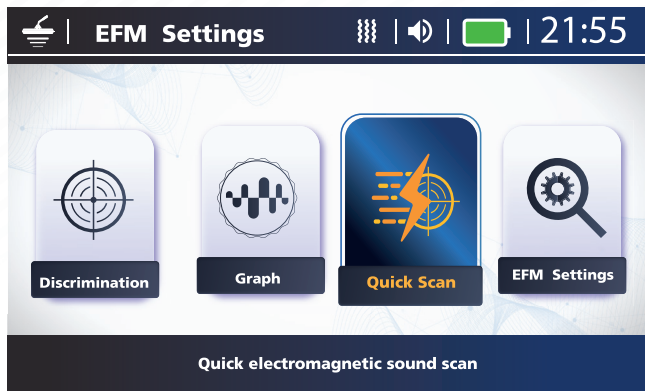 EFM Settings
21:55
Discrimination
Graph
Quick Scan
EFM Settings
Quick electromagnetic sound scan